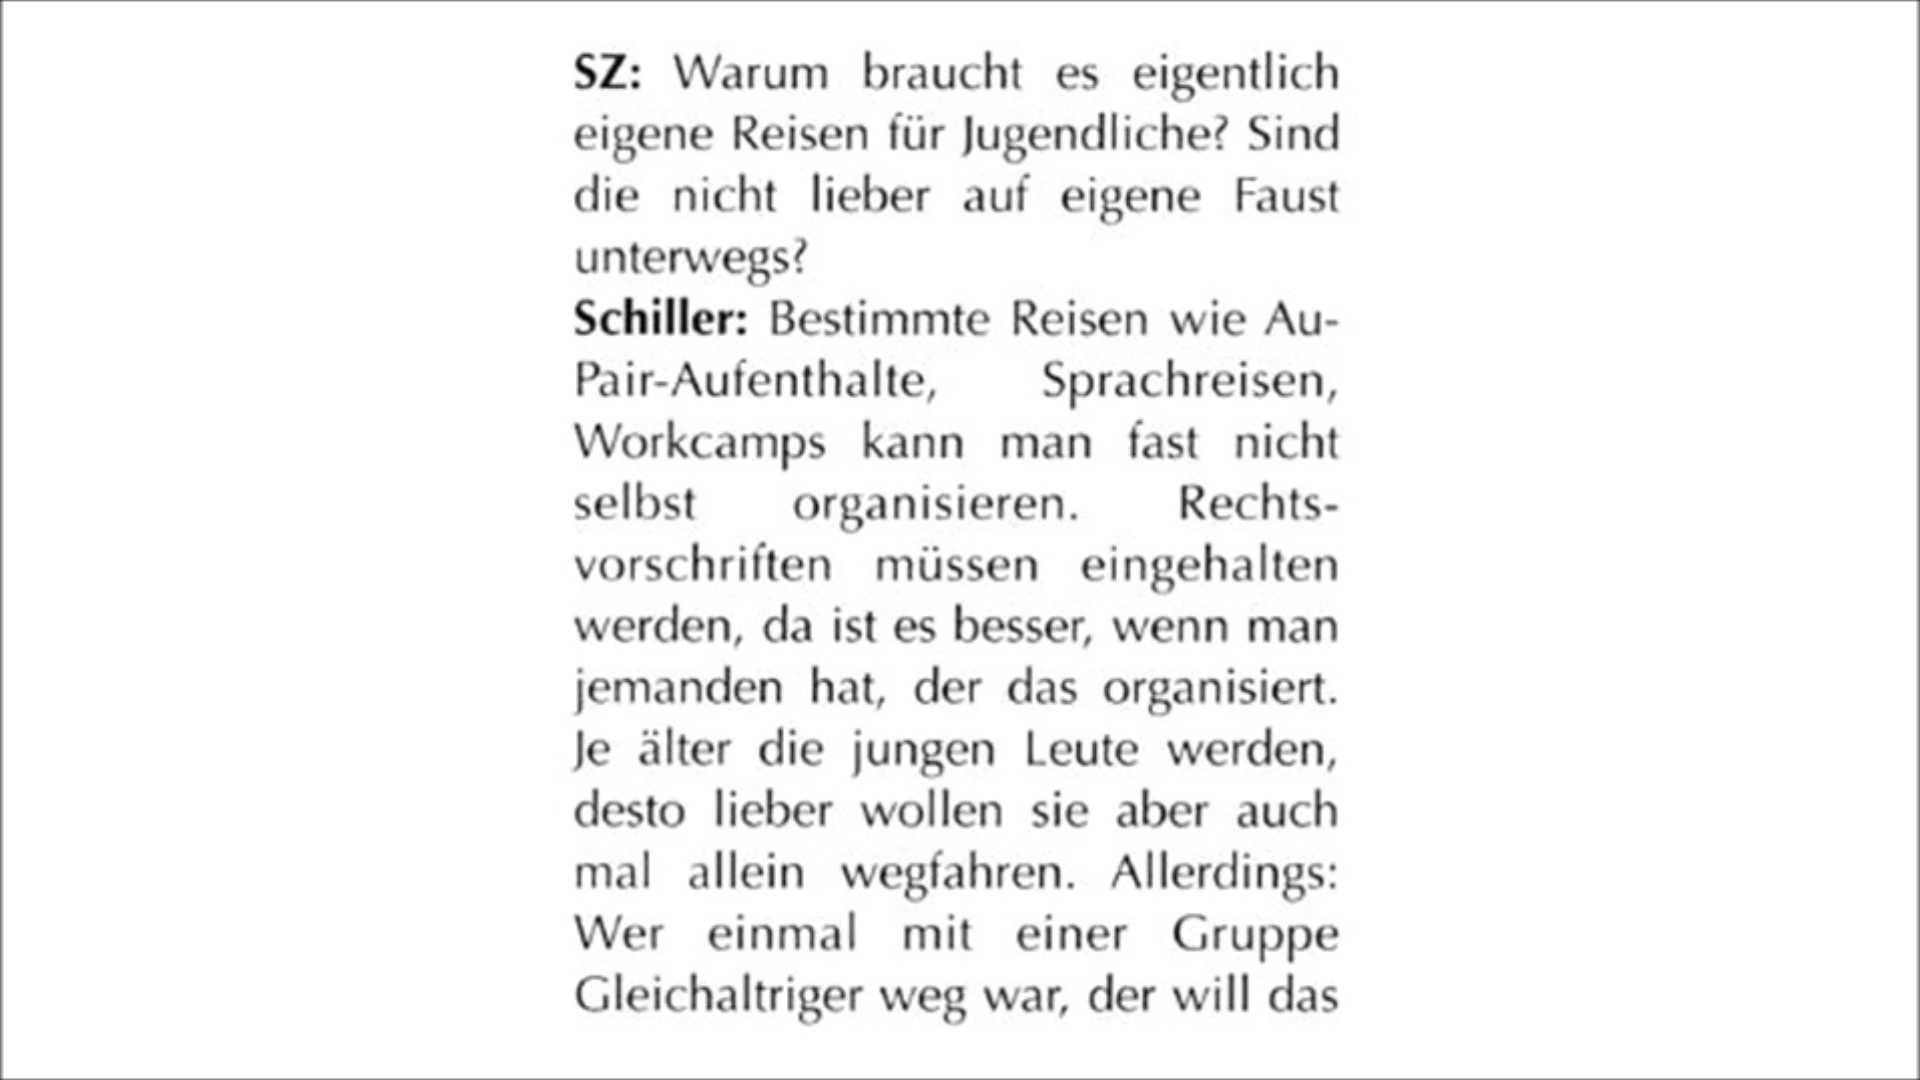 SZ: Warum braucht es eigentlich
eigene Reisen für Jugendliche? Sind
die nicht lieber auf eigene Faust
unterwegs?
Schiller: Bestimmte Reisen wie Au-
Pair-Aufenthalte, Sprachreisen,
Workcamps kann man fast nicht
selbst organisieren. Rechts-
vorschriften müssen eingehalten
werden, da ist es besser, wenn man
jemanden hat, der das organisiert.
Je älter die jungen Leute werden,
desto lieber wollen sie aber auch
mal allein wegfahren. Allerdings:
Wer einmal mit einer Gruppe
Gleichaltriger weg war, der will das